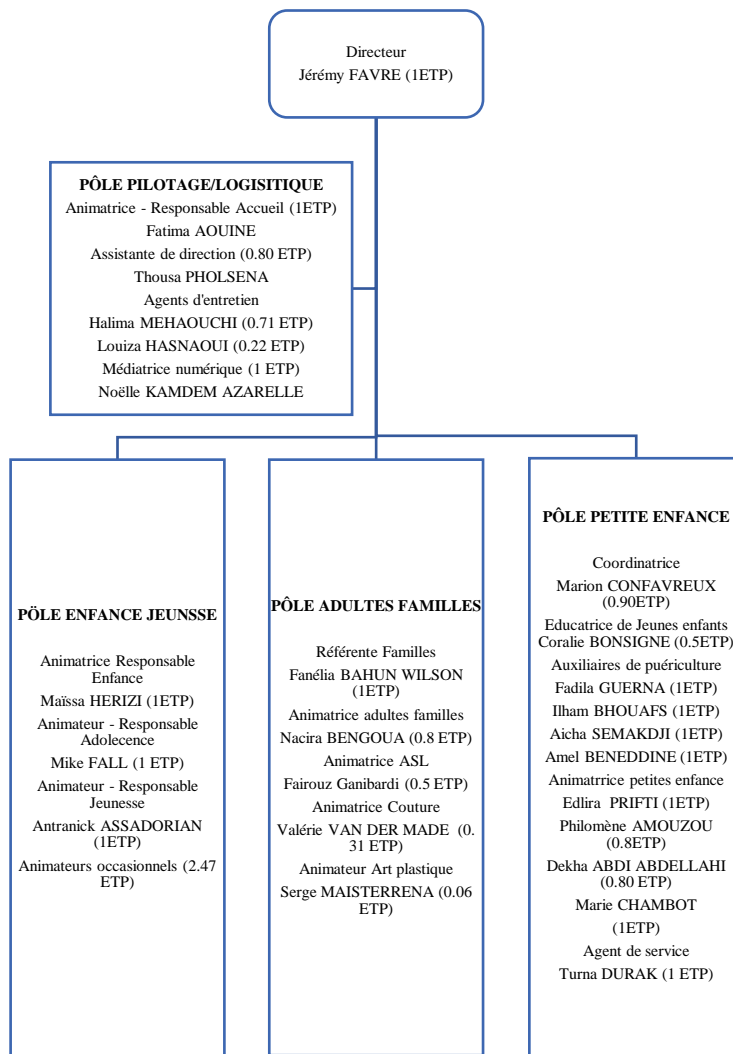 Directeur
Jérémy FAVRE (1ETP)
PÔLE PILOTAGE/LOGISITIQUE
Animatrice - Responsable Accueil (1ETP)
Fatima AOUINE
Assistante de direction (0.80 ETP)
Thousa PHOLSENA
Agents d'entretien
Halima MEHAOUCHI (0.71 ETP)
Louiza HASNAOUI (0.22 ETP)
Médiatrice numérique (1 ETP)
Noëlle KAMDEM AZARELLE
PÖLE ENFANCE JEUNSSE
Animatrice Responsable
Enfance
Maïssa HERIZI (1ETP)
Animateur - Responsable
Adolecence
Mike FALL (1 ETP)
Animateur - Responsable
Jeunesse
Antranick ASSADORIAN
(1ETP)
Animateurs occasionnels (2.47
ETP)
PÔLE ADULTES FAMILLES
Référente Familles
Fanélia BAHUN WILSON
(1ETP)
Animatrice adultes familles
Nacira BENGOUA (0.8 ETP)
Animatrice ASL
Fairouz Ganibardi (0.5 ETP)
Animatrice Couture
Valérie VAN DER MADE (0.
31 ETP)
Animateur Art plastique
Serge MAISTERRENA (0.06
ETP)
PÔLE PETITE ENFANCE
Coordinatrice
Marion CONFAVREUX
(0.90ETP)
Educatrice de Jeunes enfants
Coralie BONSIGNE (0.5ETP)
Auxiliaires de puériculture
Fadila GUERNA (1ETP)
Ilham BHOUAFS (1ETP)
Aicha SEMAKDJI (1ETP)
Amel BENEDDINE (1ETP)
Animatrrice petites enfance
Edlira PRIFTI (1ETP)
Philomène AMOUZOU
(0.8ETP)
Dekha ABDI ABDELLAHI
(0.80 ETP)
Marie CHAMBOT
(1ETP)
Agent de service
Turna DURAK (1 ETP)